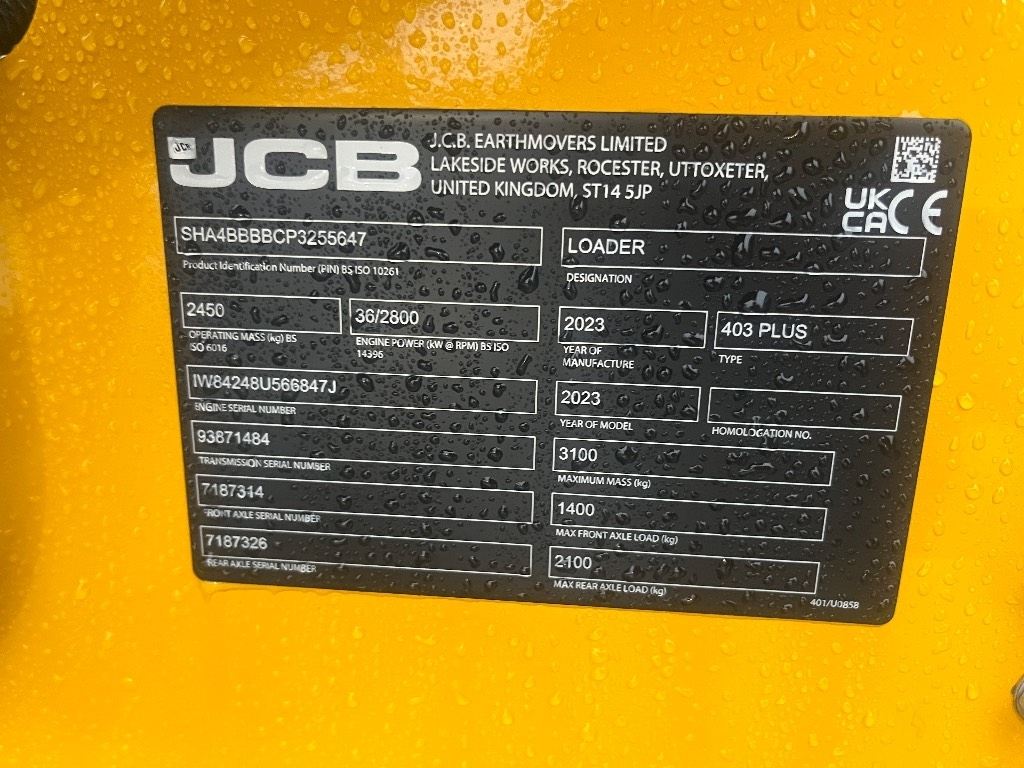 JCB
JCB
J.C.B. EARTHMOVERS LIMITED
LAKESIDE WORKS, ROCESTER, UTTOXETER,
UNITED KINGDOM, ST14 5JP
UK
CA CE
SHA4BBBBCP3255647
Product Identification Number (PIN) BS ISO 10261
LOADER
DESIGNATION
2450
OPERATING MASS (kg) BS
SO 6016
36/2800
ENGINE POWER (kW @ RPM) BS ISO
14396
2023
YEAR OF
MANUFACTURE
403 PLUS
TYPE
IW84248U566847J
ENGINE SERIAL NUMBER
2023
YEAR OF MODEL
HOMOLOGATION NO.
93871484
TRANSMISSION SERIAL NUMBER
3100
MAXIMUM MASS (kg)
7187314
FRONT AXLE SERIAL NUMBER
1400
MAX FRONT AXLE LOAD (kg)
7187326
REAR AXLE SERIAL NUMBER
2100
MAX REAR AXLE LOAD (kg)
401/U0858